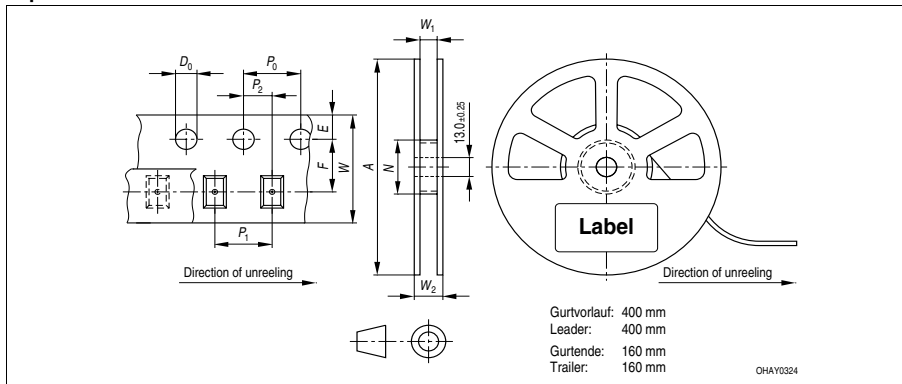 W1
D0
P0
P2
E
F
W
A
N
13.0±0.25
Label
P1
Direction of unreeling
W2
Direction of unreeling
Gurtvorlauf: 400 mm
Leader: 400 mm
Gurtende: 160 mm
Trailer: 160 mm
OHAY0324